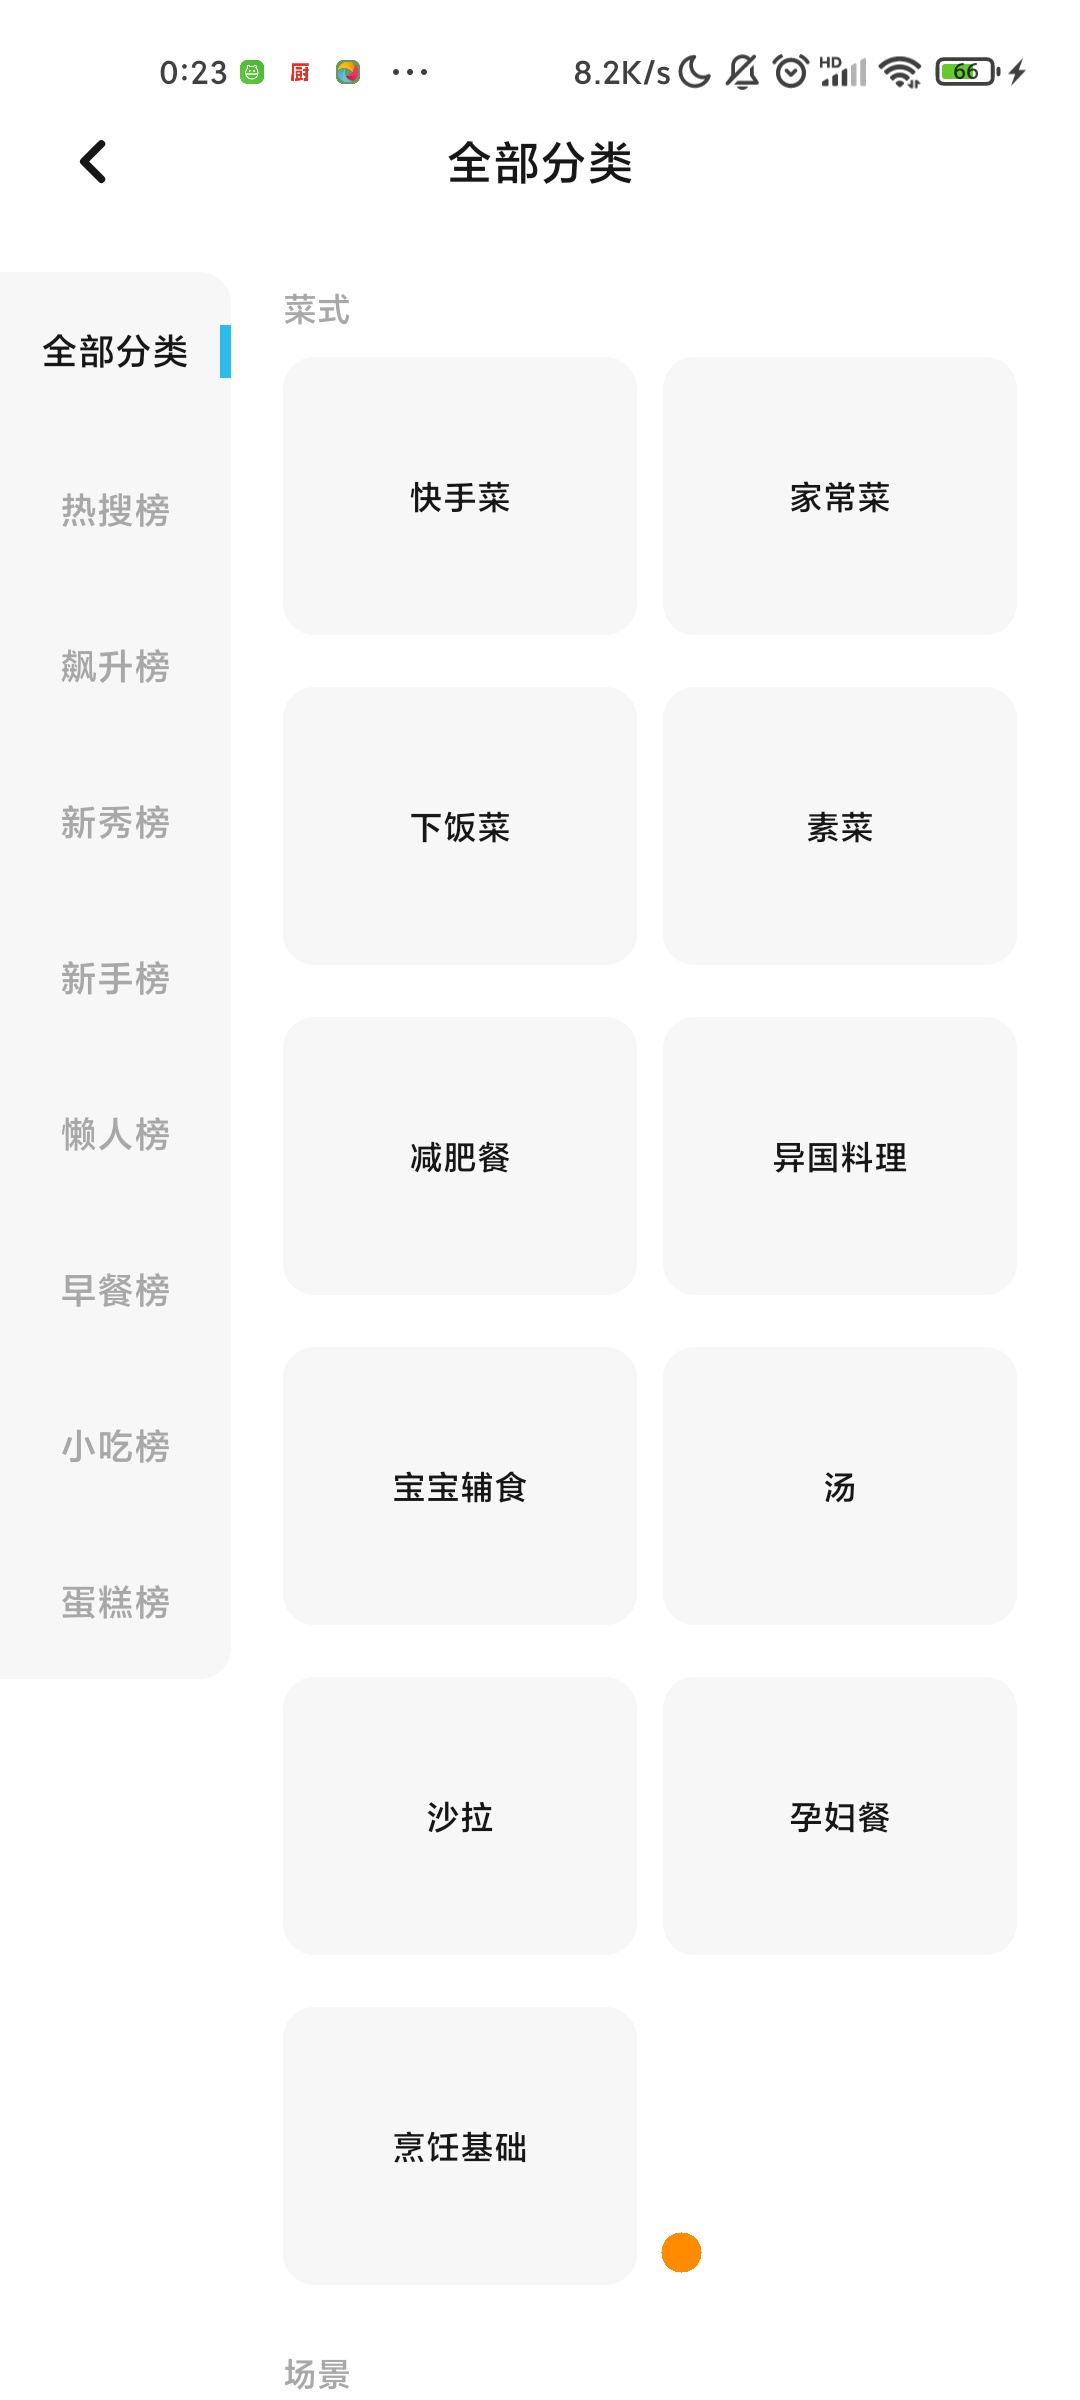 0:23 厨 ... 8.2K/s HD 66
全部分类
全部分类
热搜榜
飙升榜
新秀榜
新手榜
懒人榜
早餐榜
小吃榜
蛋糕榜
菜式
快手菜 家常菜
下饭菜 素菜
减肥餐 异国料理
宝宝辅食 汤
沙拉 孕妇餐
烹饪基础
场景